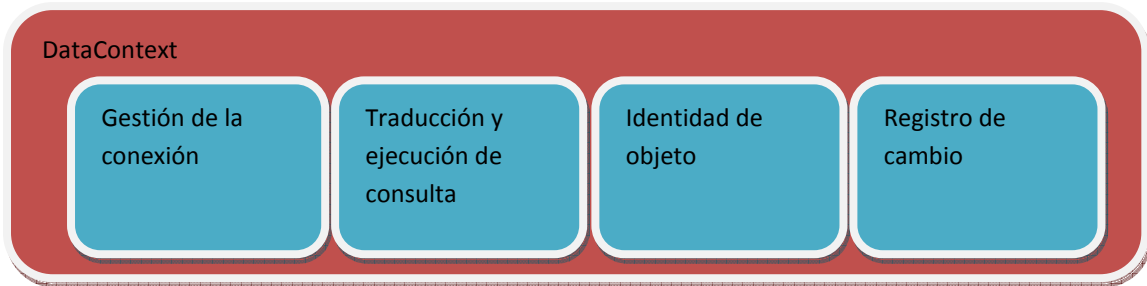 DataContext
Gestión de la
conexión
Traducción y
ejecución de
consulta
Identidad de
objeto
Registro de
cambio